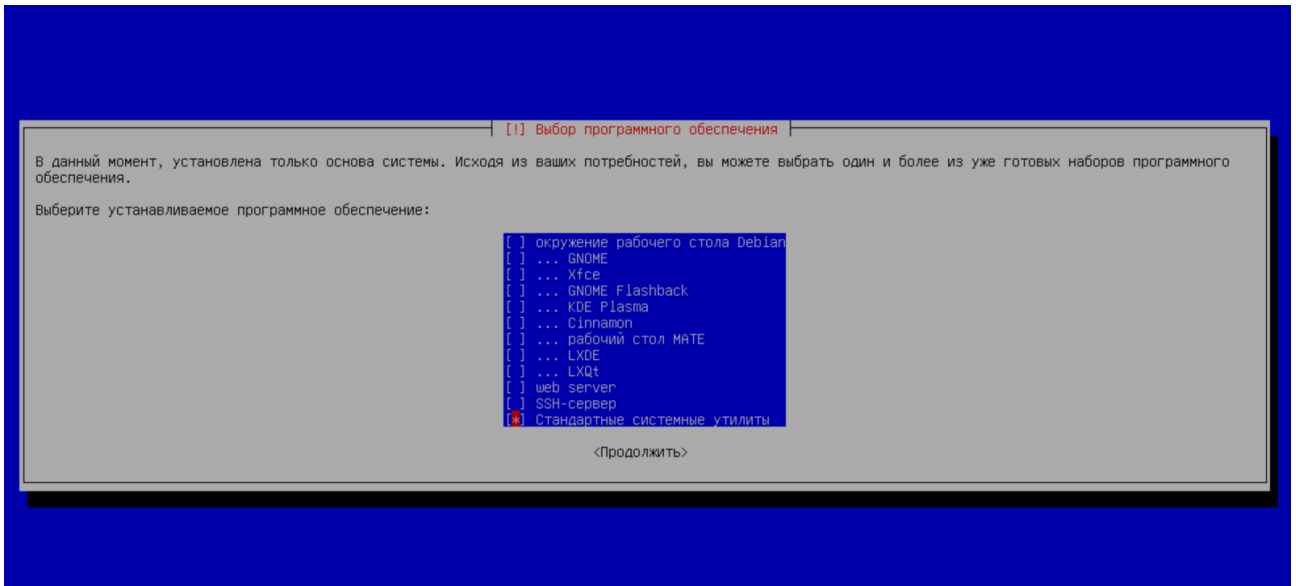 [!] Выбор программного обеспечения
В данный момент, установлена только основа системы. Исходя из ваших потребностей, вы можете выбрать один и более из уже готовых наборов программного
обеспечения.
Выберите устанавливаемое программное обеспечение:
[ ] окружение рабочего стола Debian
[ ] ... GNOME
[ ] ... Xfce
[ ] ... GNOME Flashback
[ ] ... KDE Plasma
[ ] ... Cinnamon
[ ] ... рабочий стол MATE
[ ] ... LXDE
[ ] ... LXQt
[ ] web server
[ ] SSH-сервер
[*] Стандартные системные утилиты
<Продолжить>